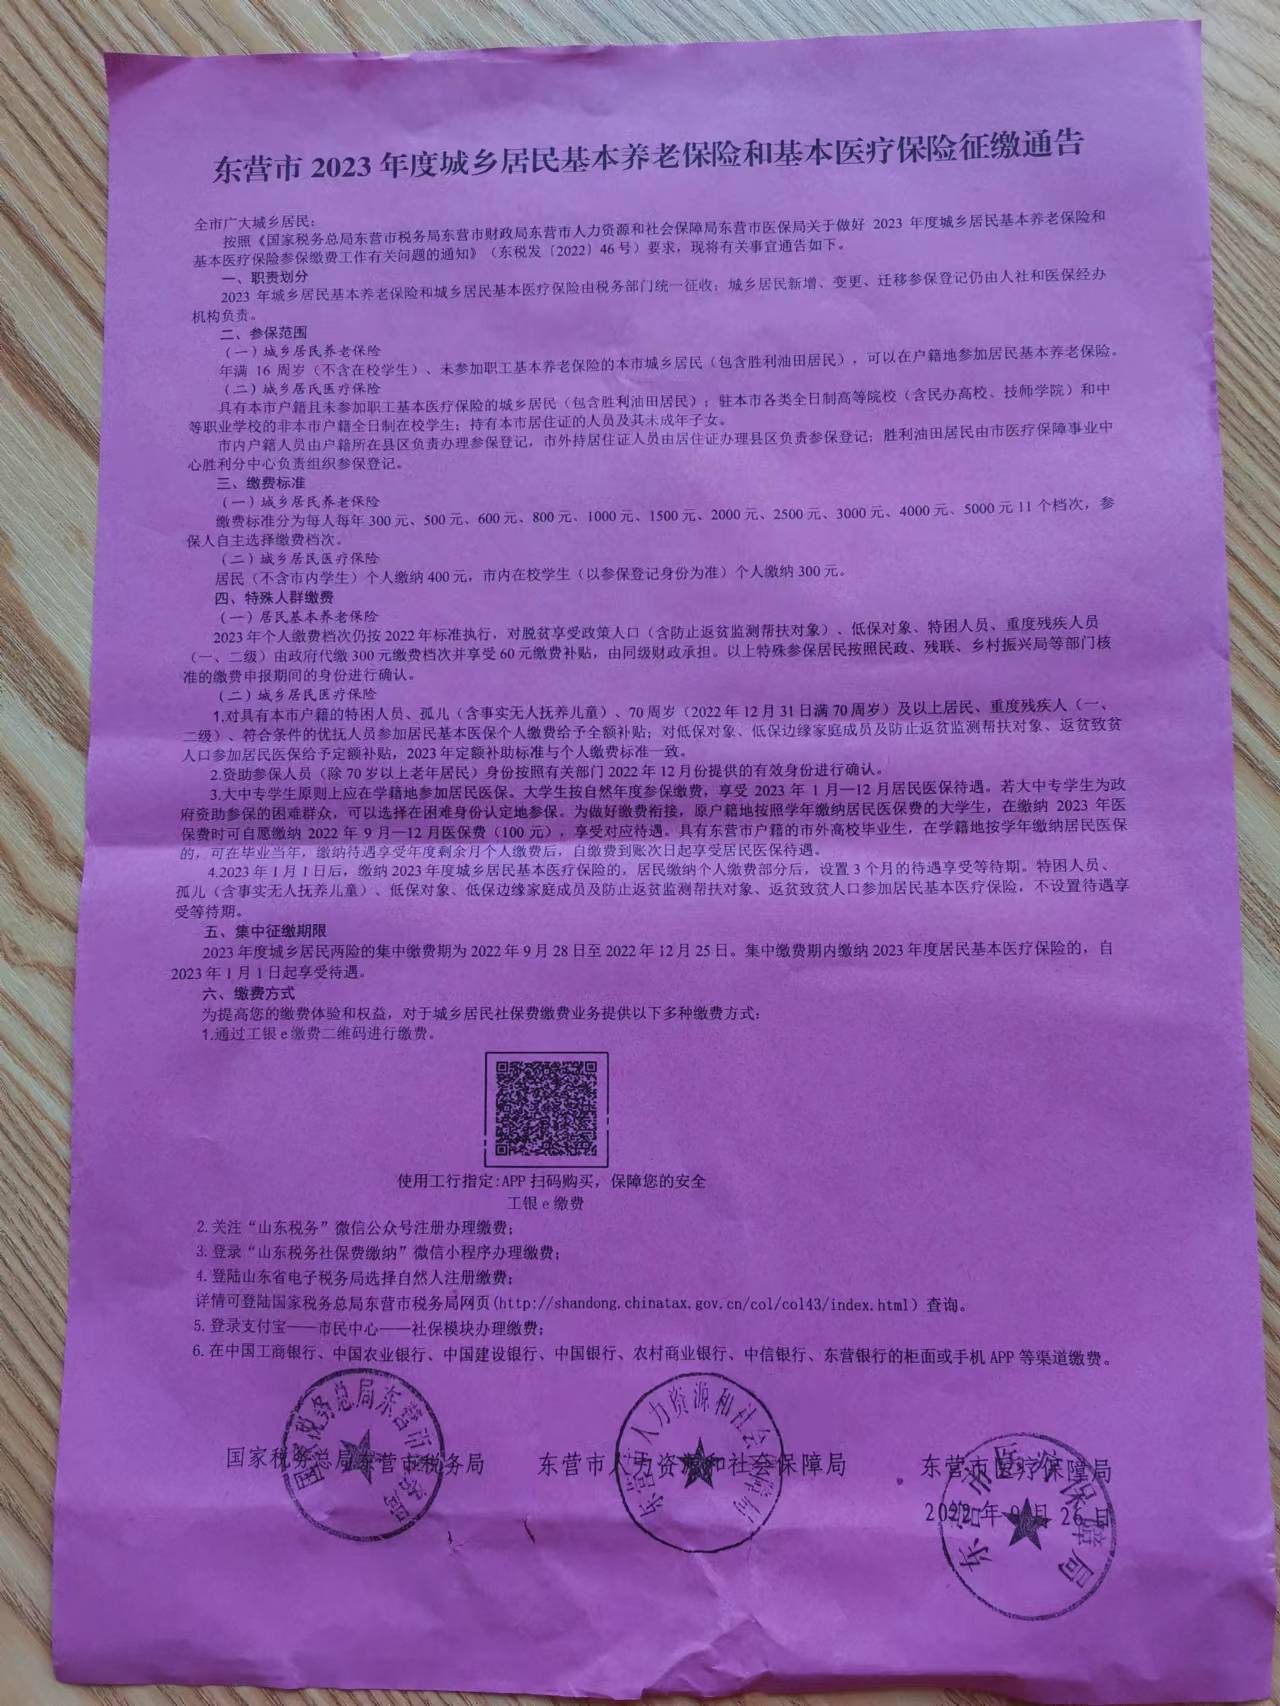 东营市 2023 年度城乡居民基本养老保险和基本医疗保险征缴通告
全市广大城乡居民：
按照《国家税务总局东营市税务局东营市财政局东营市人力资源和社会保障局东营市医保局关于做好 2023 年度城乡居民基本养老保险和
基本医疗保险参保缴费工作有关问题的通知》（东税发〔2022〕46 号）要求，现将有关事宜通告如下。
一、职责划分
2023 年城乡居民基本养老保险和城乡居民基本医疗保险由税务部门统一征收；城乡居民新增、变更、迁移参保登记仍由人社和医保经办
机构负责。
二、参保范围
（一）城乡居民养老保险
年满 16 周岁（不含在校学生）、未参加职工基本养老保险的本市城乡居民（包含胜利油田居民），可以在户籍地参加居民基本养老保险。
（二）城乡居民医疗保险
具有本市户籍且未参加职工基本医疗保险的城乡居民（包含胜利油田居民）；驻本市各类全日制高等院校（含民办高校、技师学院）和中
等职业学校的非本市户籍全日制在校学生；持有本市居住证的人员及其未成年子女。
市内户籍人员由户籍所在县区负责办理参保登记，市外持居住证人员由居住证办理县区负责参保登记；胜利油田居民由市医疗保障事业中
心胜利分中心负责组织参保登记。
三、缴费标准
（一）城乡居民养老保险
缴费标准分为每人每年 300 元、500 元、600 元、800 元、1000 元、1500 元、2000 元、2500 元、3000 元、4000 元、5000 元 11 个档次，参
保人自主选择缴费档次。
（二）城乡居民医疗保险
居民（不含市内学生）个人缴纳 400 元，市内在校学生（以参保登记身份为准）个人缴纳 300 元。
四、特殊人群缴费
（一）居民基本养老保险
2023 年个人缴费档次仍按 2022 年标准执行，对脱贫享受政策人口（含防止返贫监测帮扶对象）、低保对象、特困人员、重度残疾人员
（一、二级）由政府代缴 300 元缴费档次并享受 60 元缴费补贴，由同级财政承担。以上特殊参保居民按照民政、残联、乡村振兴局等部门核
准的缴费申报期间的身份进行确认。
（二）城乡居民医疗保险
1.对具有本市户籍的特困人员、孤儿（含事实无人抚养儿童）、70 周岁（2022 年 12 月 31 日满 70 周岁）及以上居民、重度残疾人（一、
二级）、符合条件的优抚人员参加居民基本医保个人缴费给予全额补贴；对低保对象、低保边缘家庭成员及防止返贫监测帮扶对象、返贫致贫
人口参加居民医保给予定额补贴，2023 年定额补助标准与个人缴费标准一致。
2.资助参保人员（除 70 岁以上老年居民）身份按照有关部门 2022 年 12 月份提供的有效身份进行确认。
3.大中专学生原则上应在学籍地参加居民医保。大学生按自然年度参保缴费，享受 2023 年 1 月—12 月居民医保待遇。若大中专学生为政
府资助参保的困难群众，可以选择在困难身份认定地参保。为做好缴费衔接，原户籍地按照学年缴纳居民医保费的大学生，在缴纳 2023 年医
保费时可自愿缴纳 2022 年 9 月—12 月医保费（100 元），享受对应待遇。具有东营市户籍的市外高校毕业生，在学籍地按学年缴纳居民医保
的，可在毕业当年，缴纳待遇享受年度剩余月个人缴费后，自缴费到账次日起享受居民医保待遇。
4.2023 年 1 月 1 日后，缴纳 2023 年度城乡居民基本医疗保险的，居民缴纳个人缴费部分后，设置 3 个月的待遇享受等待期。特困人员、
孤儿（含事实无人抚养儿童）、低保对象、低保边缘家庭成员及防止返贫监测帮扶对象、返贫致贫人口参加居民基本医疗保险，不设置待遇享
受等待期。
五、集中征缴期限
2023 年度城乡居民两险的集中缴费期为 2022 年 9 月 28 日至 2022 年 12 月 25 日。集中缴费期内缴纳 2023 年度居民基本医疗保险的，自
2023 年 1 月 1 日起享受待遇。
六、缴费方式
为提高您的缴费体验和权益，对于城乡居民社保费缴费业务提供以下多种缴费方式：
1.通过工银 e 缴费二维码进行缴费。
使用工行指定:APP 扫码购买，保障您的安全
工银 e 缴费
2.关注“山东税务”微信公众号注册办理缴费；
3.登录“山东税务社保费缴纳”微信小程序办理缴费；
4.登陆山东省电子税务局选择自然人注册缴费；
详情可登陆国家税务总局东营市税务局网页(http://shandong.chinatax.gov.cn/col/col43/index.html）查询。
5.登录支付宝——市民中心——社保模块办理缴费；
6.在中国工商银行、中国农业银行、中国建设银行、中国银行、农村商业银行、中信银行、东营银行的柜面或手机 APP 等渠道缴费。
国家税务总局东营市税务局 东营市人力资源和社会保障局 东营市医疗保障局
2022 年 9 月 26 日
国家税务总局东营市税务局
东营市人力资源和社会保障局
东营市医疗保障局